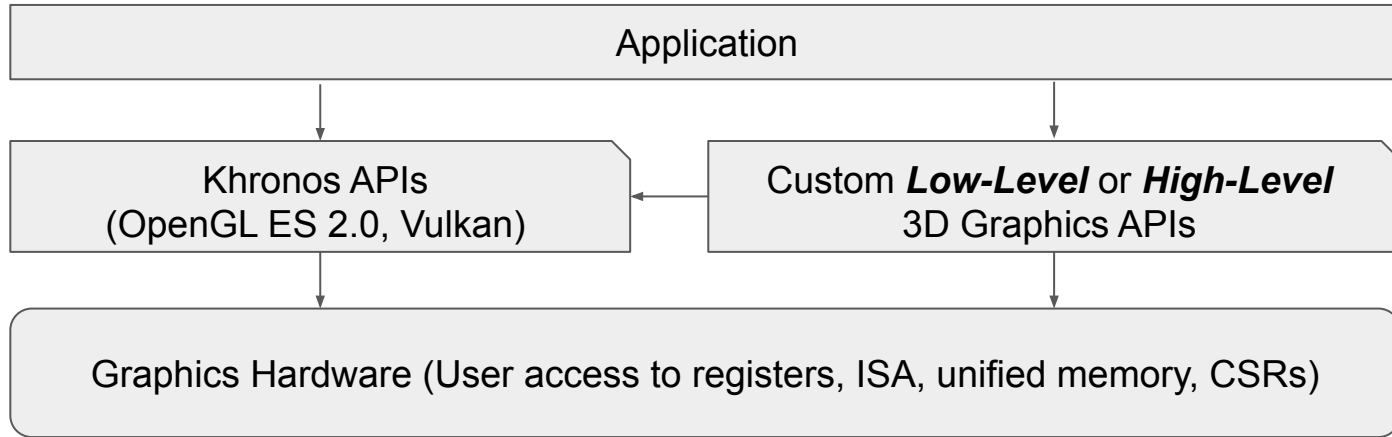 Application
Khronos APIs
(OpenGL ES 2.0, Vulkan)
Custom Low-Level or High-Level
3D Graphics APIs
Graphics Hardware (User access to registers, ISA, unified memory, CSRs)